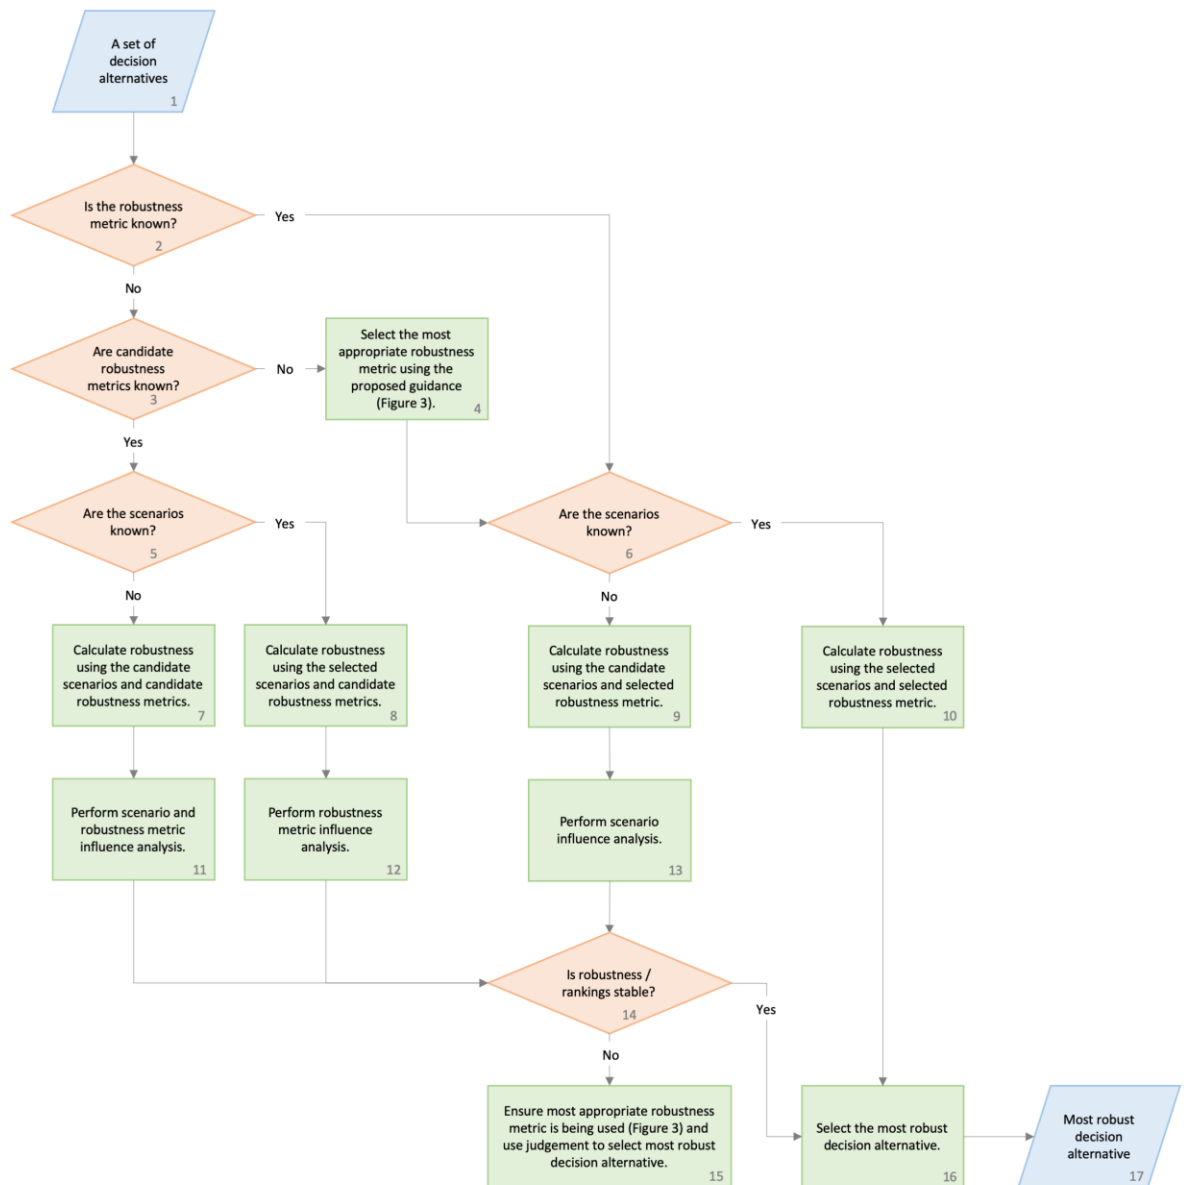 A set of
decision
alternatives
1
Is the robustness
metric known?
2
Yes
No
Are candidate
robustness
metrics known?
3
No
Select the most
appropriate robustness
metric using the
proposed guidance
(Figure 3).
4
Yes
Are the scenarios
known?
5
Yes
Are the scenarios
known?
6
Yes
No
No
Calculate robustness
using the candidate
scenarios and candidate
robustness metrics.
7
Calculate robustness
using the selected
scenarios and candidate
robustness metrics.
8
Calculate robustness
using the candidate
scenarios and selected
robustness metric.
9
Calculate robustness
using the selected
scenarios and selected
robustness metric.
10
Perform scenario and
robustness metric
influence analysis.
11
Perform robustness
metric influence
analysis.
12
Perform scenario
influence analysis.
13
Is robustness /
rankings stable?
14
Yes
No
Ensure most appropriate robustness
metric is being used (Figure 3) and
use judgement to select most robust
decision alternative.
15
Select the most robust
decision alternative.
16
Most robust
decision
alternative
17